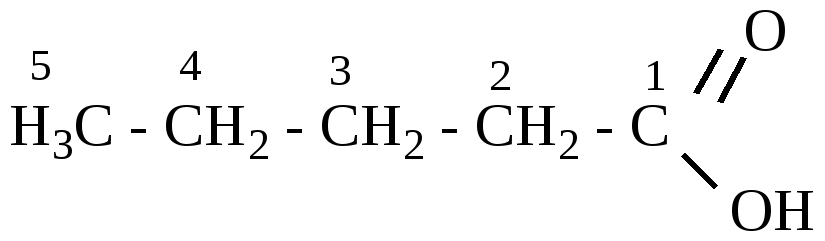 O
5 4 3 2 1
H₃C - CH₂ - CH₂ - CH₂ - C
OH